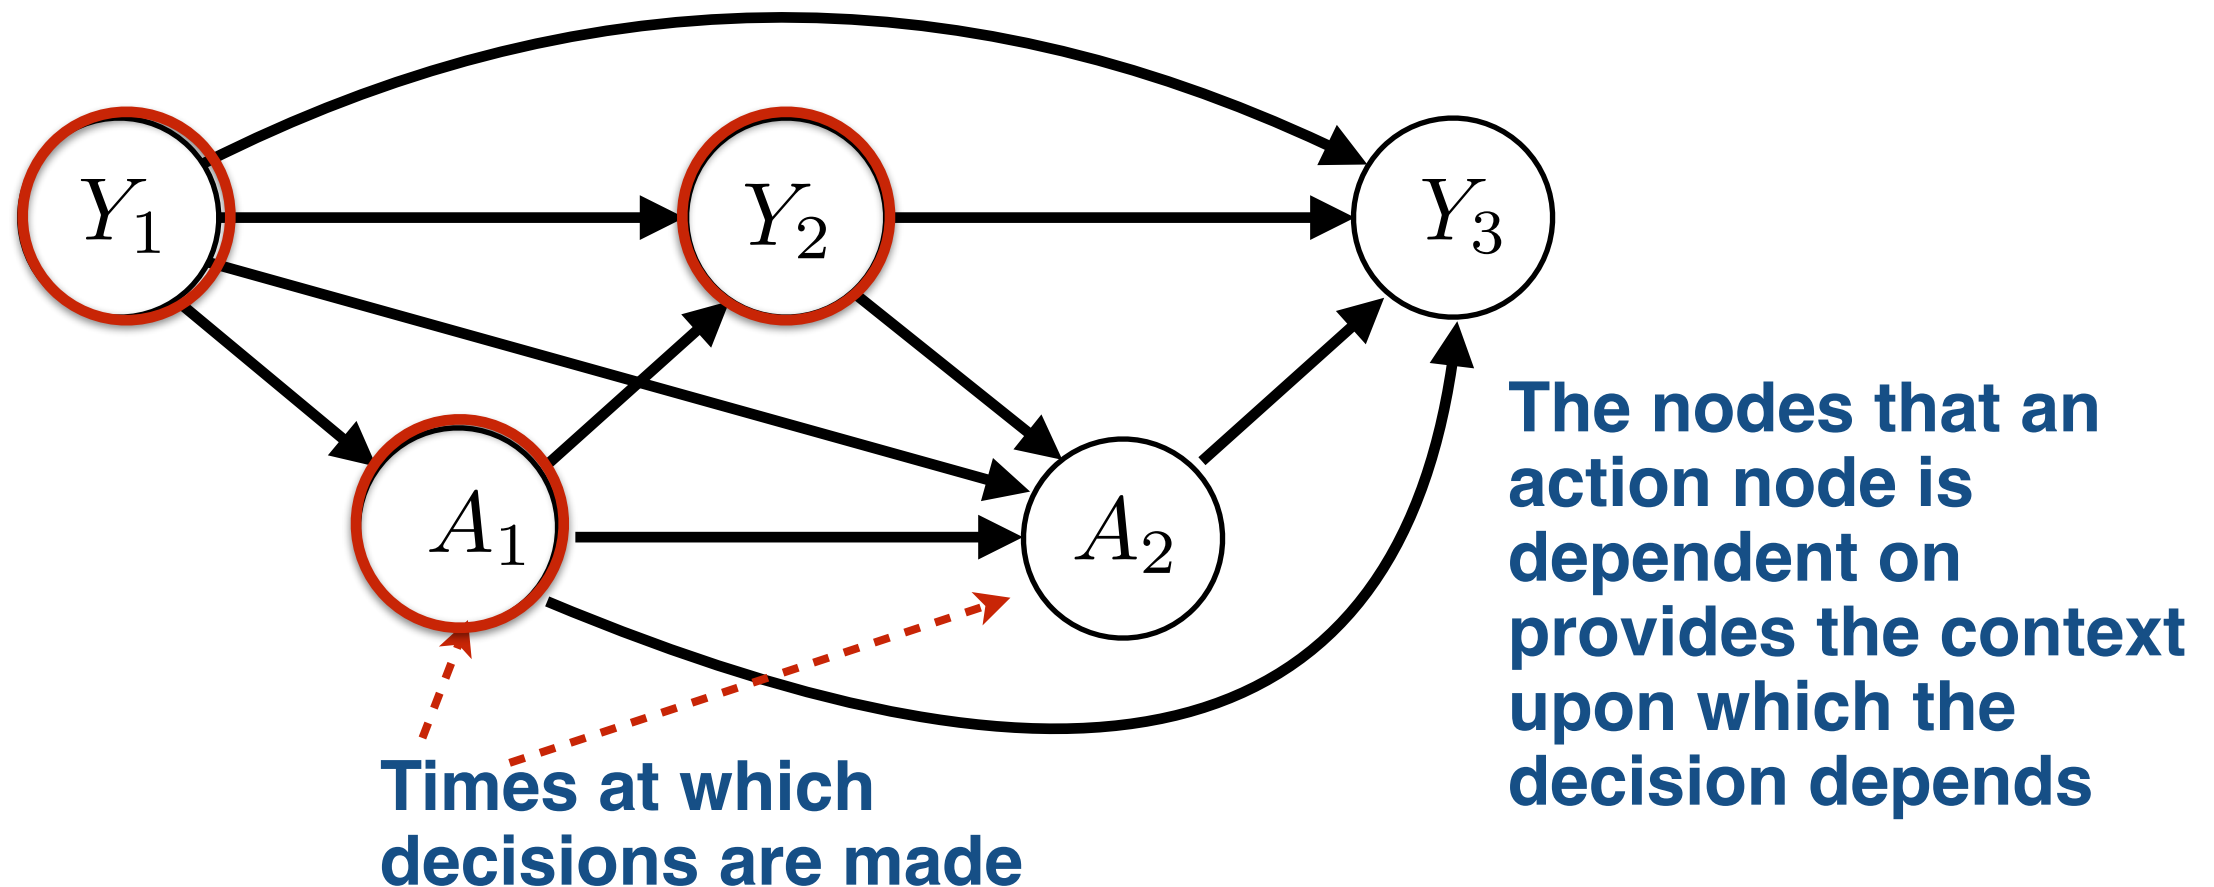 Y₁
Y₂
Y₃
A₁
A₂
The nodes that an
action node is
dependent on
provides the context
upon which the
decision depends
Times at which
decisions are made